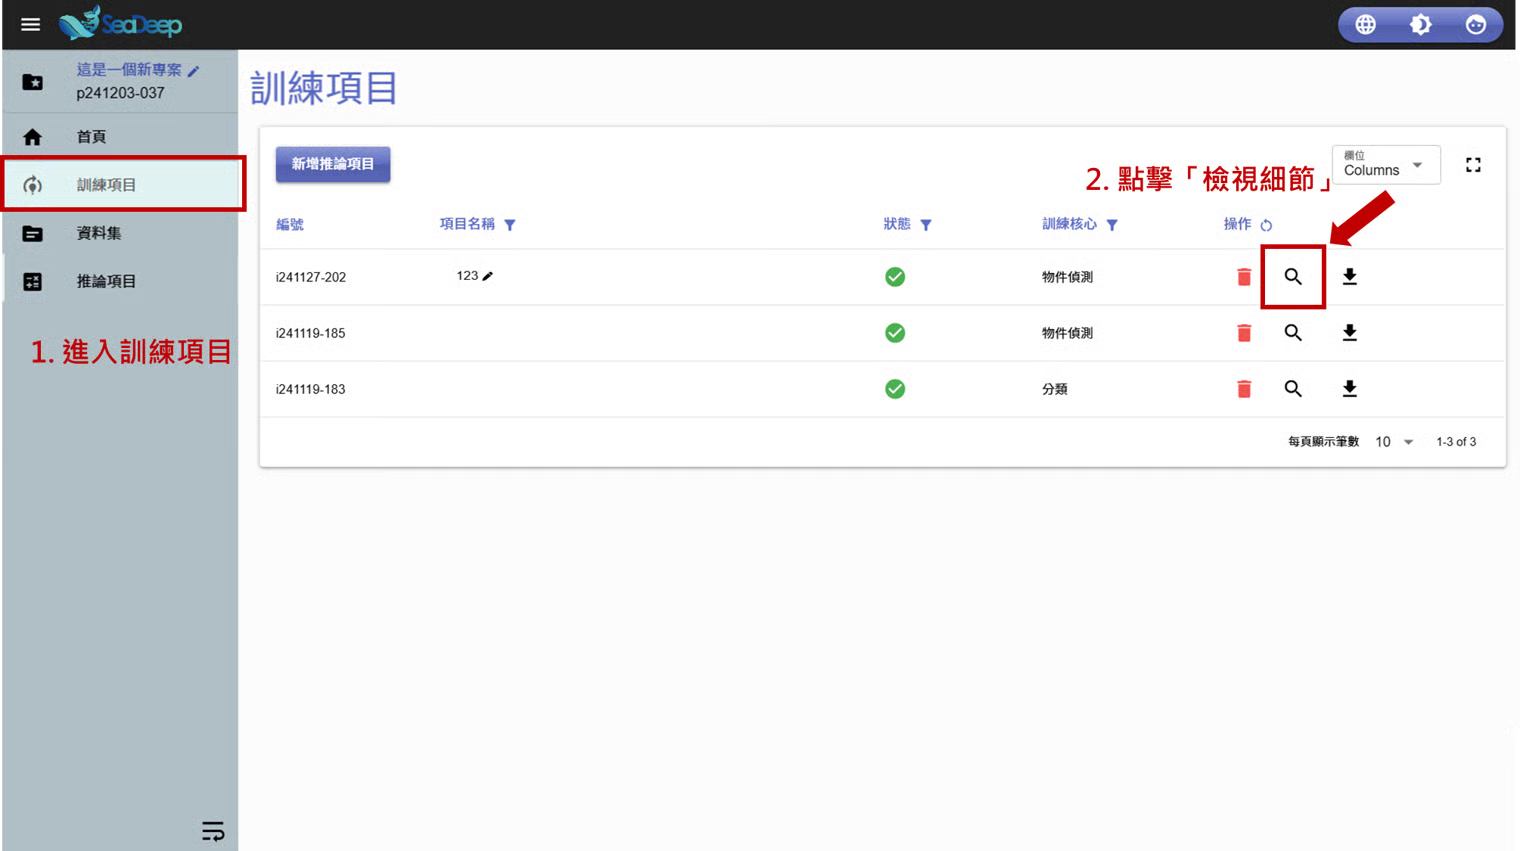 SeaDeep
這是一個新專案
p241203-037
首頁
訓練項目
資料集
推論項目
1. 進入訓練項目
訓練項目
新增推論項目
2. 點擊「檢視細節」
欄位
Columns
編號 項目名稱 狀態 訓練核心 操作
i241127-202 123 物件偵測
i241119-185 物件偵測
i241119-183 分類
每頁顯示筆數 10 1-3 of 3